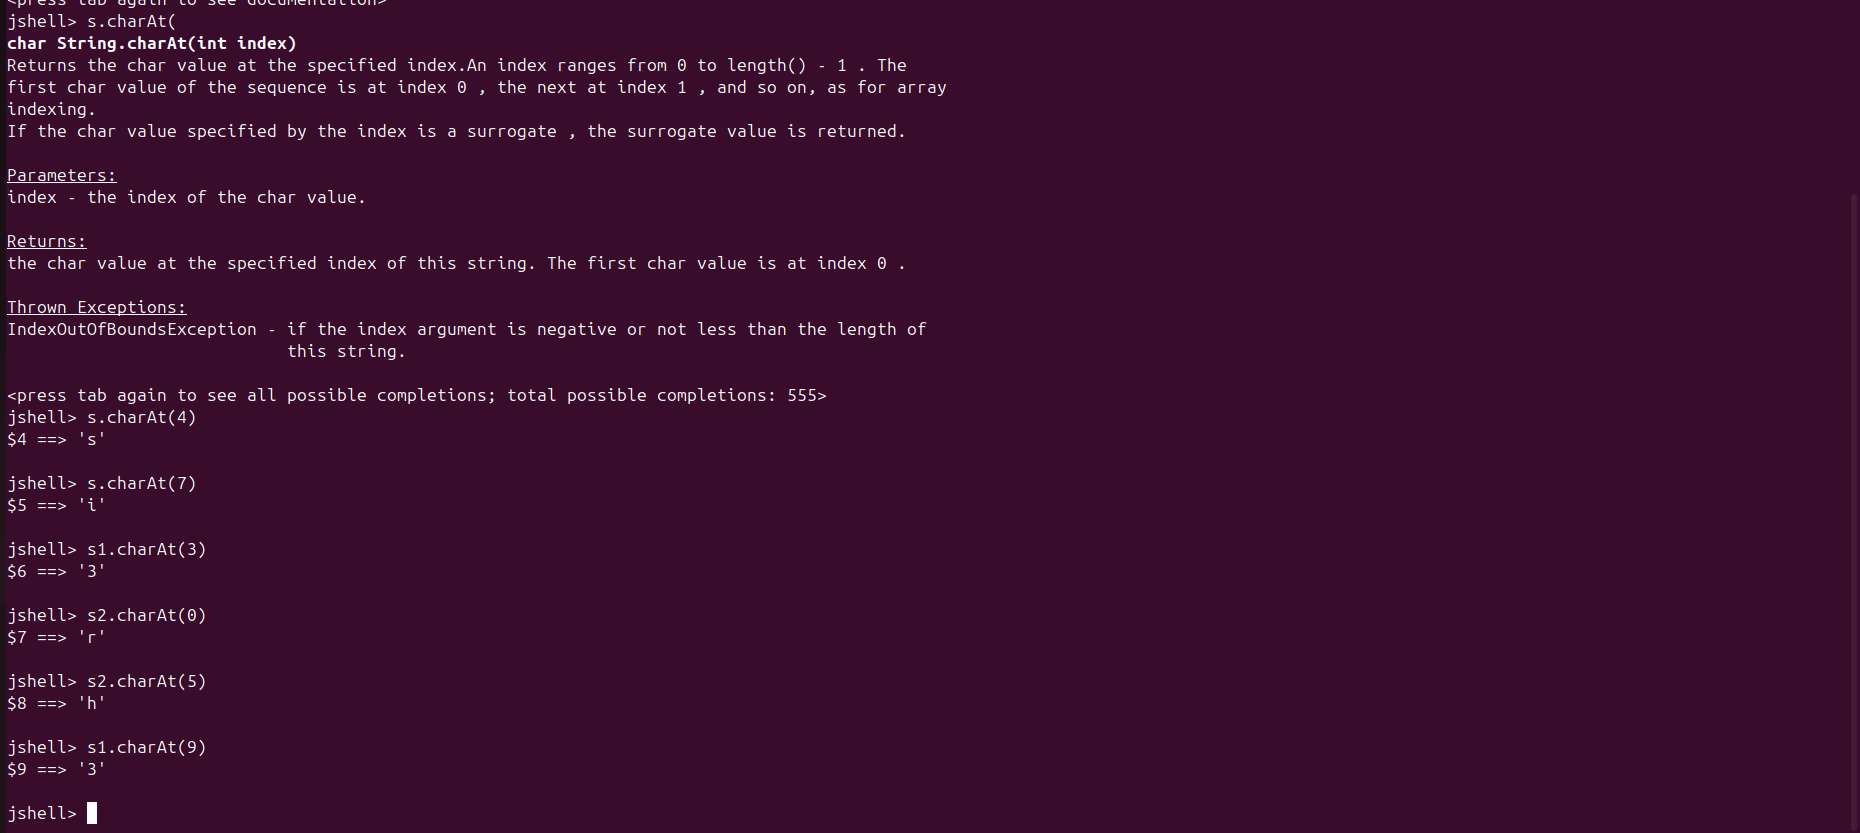 <press tab again to see documentation>
jshell> s.charAt(
char String.charAt(int index)
Returns the char value at the specified index.An index ranges from 0 to length() - 1 . The
first char value of the sequence is at index 0 , the next at index 1 , and so on, as for array
indexing.
If the char value specified by the index is a surrogate , the surrogate value is returned.
Parameters:
index - the index of the char value.
Returns:
the char value at the specified index of this string. The first char value is at index 0 .
Thrown Exceptions:
IndexOutOfBoundsException - if the index argument is negative or not less than the length of
this string.
<press tab again to see all possible completions; total possible completions: 555>
jshell> s.charAt(4)
$4 ==> 's'
jshell> s.charAt(7)
$5 ==> 'i'
jshell> s1.charAt(3)
$6 ==> '3'
jshell> s2.charAt(0)
$7 ==> 'r'
jshell> s2.charAt(5)
$8 ==> 'h'
jshell> s1.charAt(9)
$9 ==> '3'
jshell>